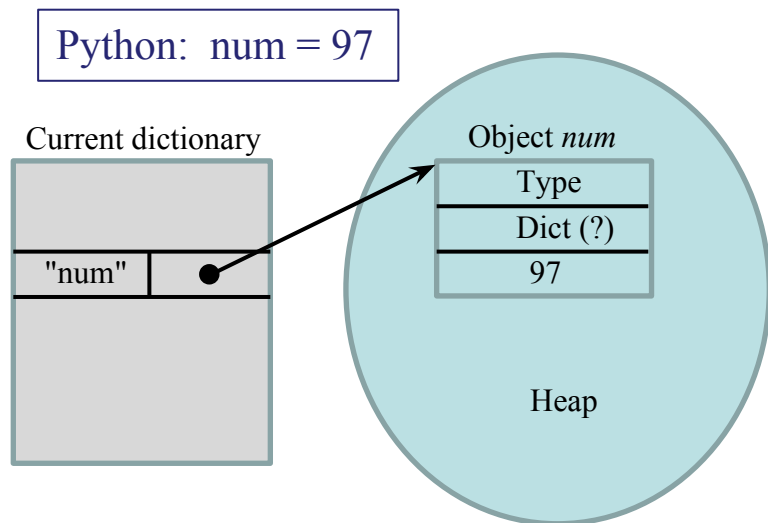 Python:  num = 97
Current dictionary
Object num
Type
Dict (?)
"num"
97
Heap